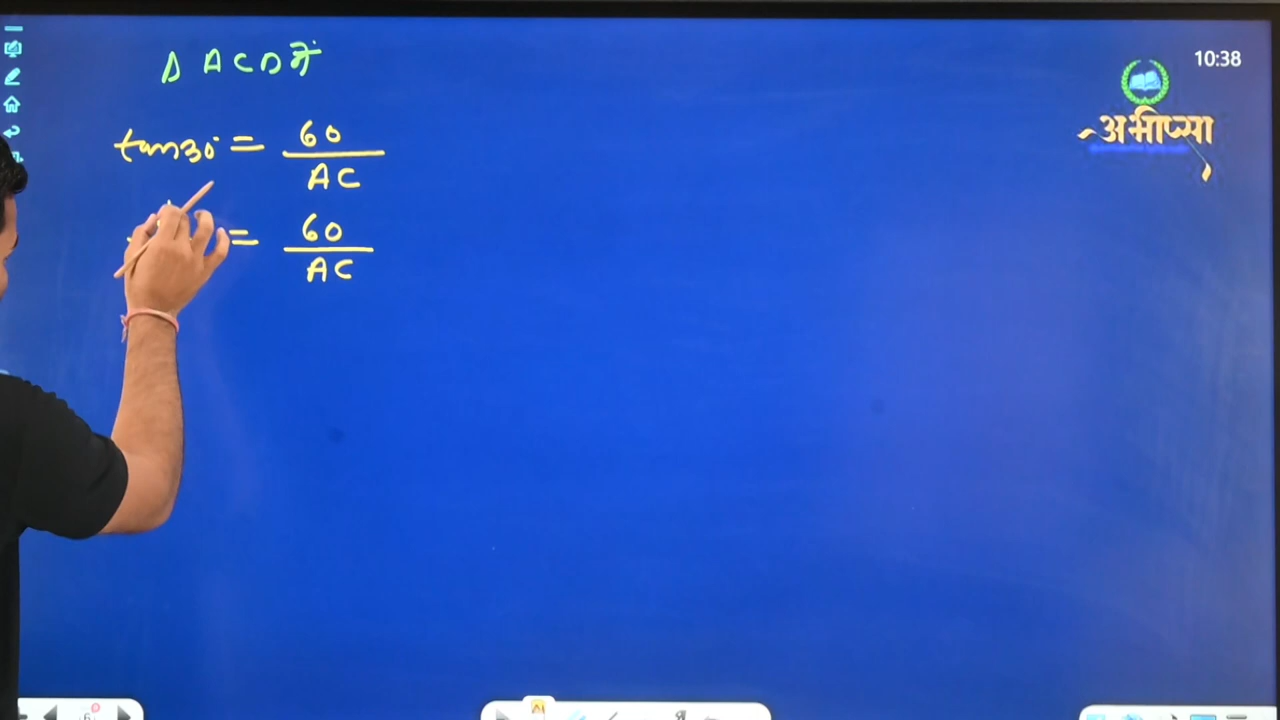 10:38
अभीप्सा
Δ ACD में
tan30° = 60
AC
= 60
AC